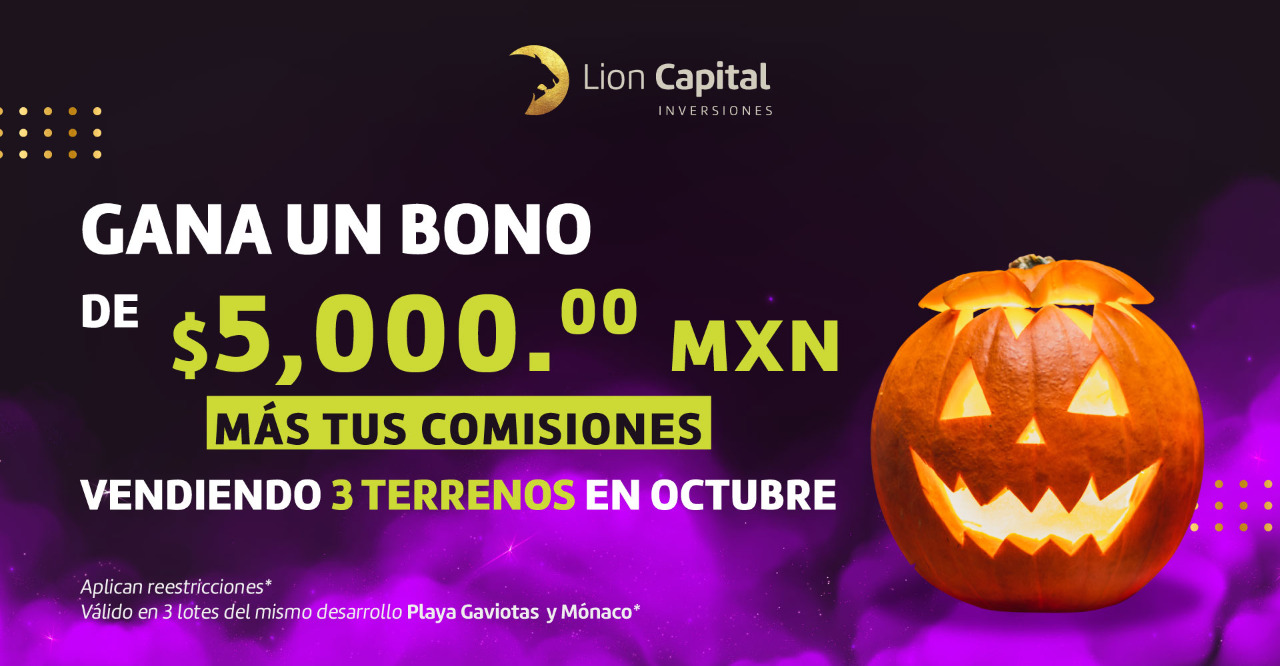 Lion Capital
INVERSIONES
GANA UN BONO
DE $5,000.00 MXN
MÁS TUS COMISIONES
VENDIENDO 3 TERRENOS EN OCTUBRE
Aplican reestricciones*
Válido en 3 lotes del mismo desarrollo Playa Gaviotas y Mónaco*